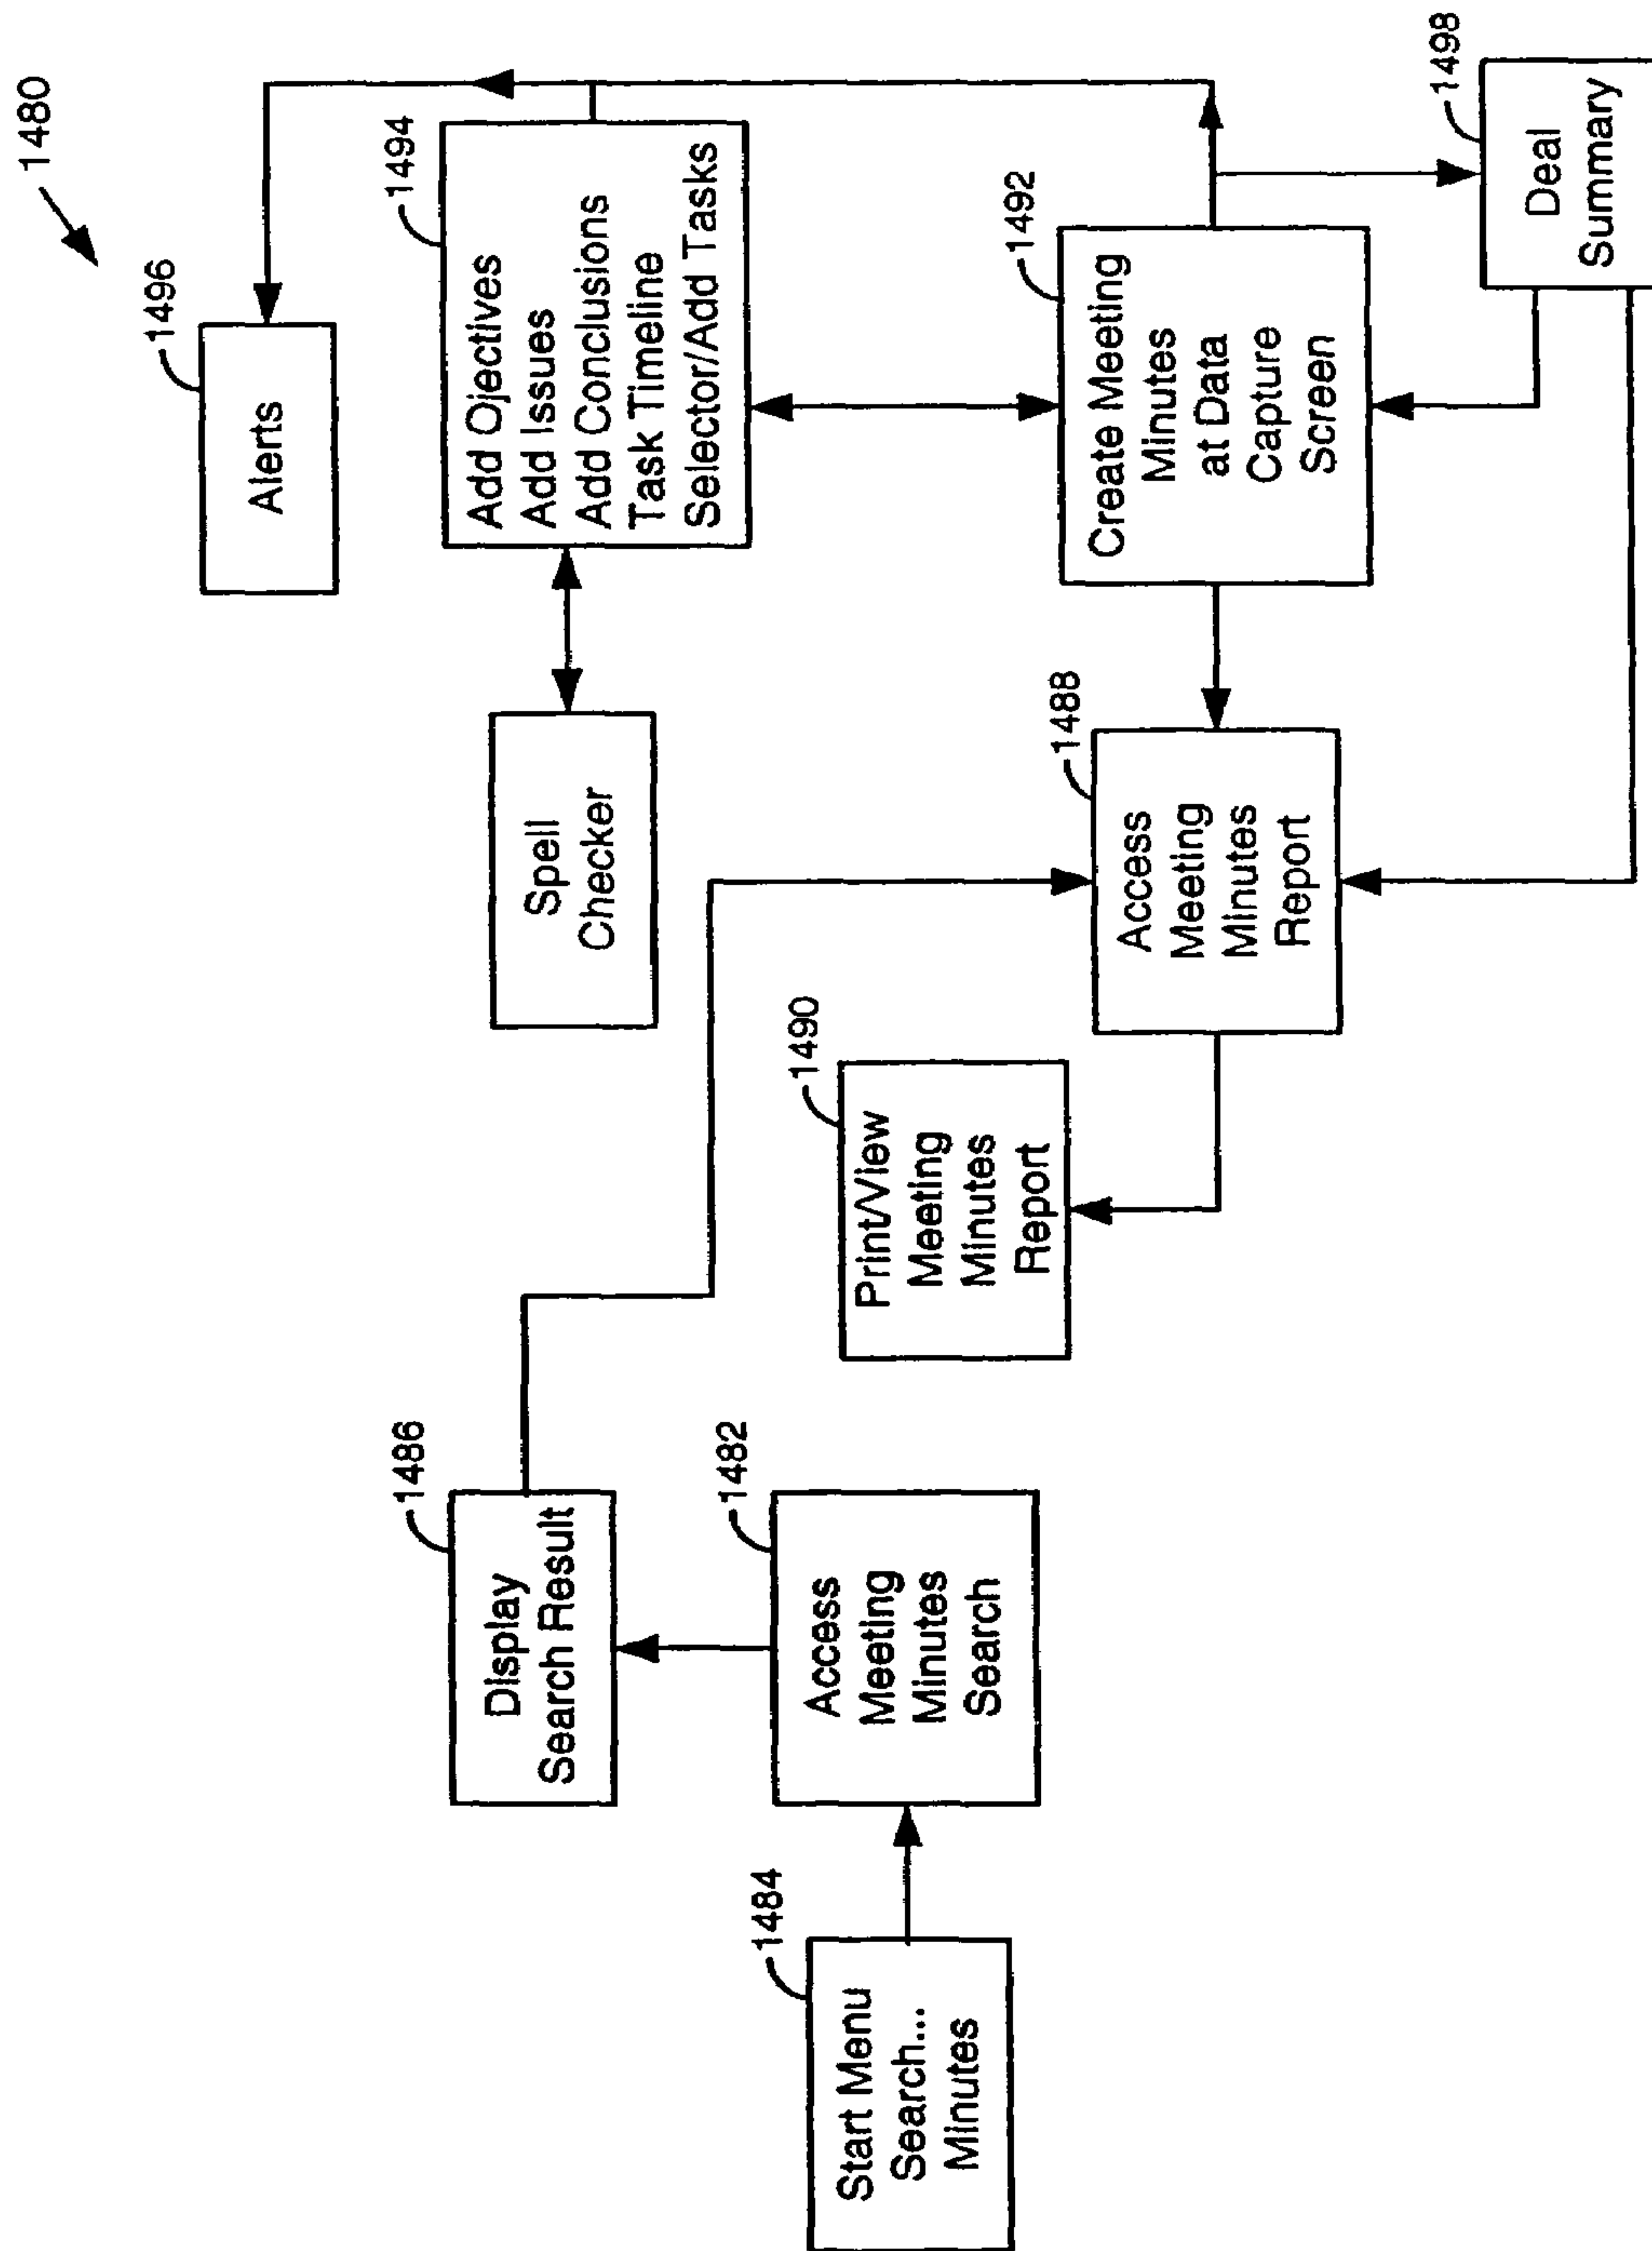 1480
1484
Start Menu
Search...
Minutes
1486
Display
Search Result
1482
Access
Meeting
Minutes
Search
1490
Print/View
Meeting
Minutes
Report
Spell
Checker
1488
Access
Meeting
Minutes
Report
1496
Alerts
1494
Add Ojectives
Add Issues
Add Conclusions
Task Timeline
Selector/Add Tasks
1492
Create Meeting
Minutes
at Data
Capture
Screen
1498
Deal
Summary